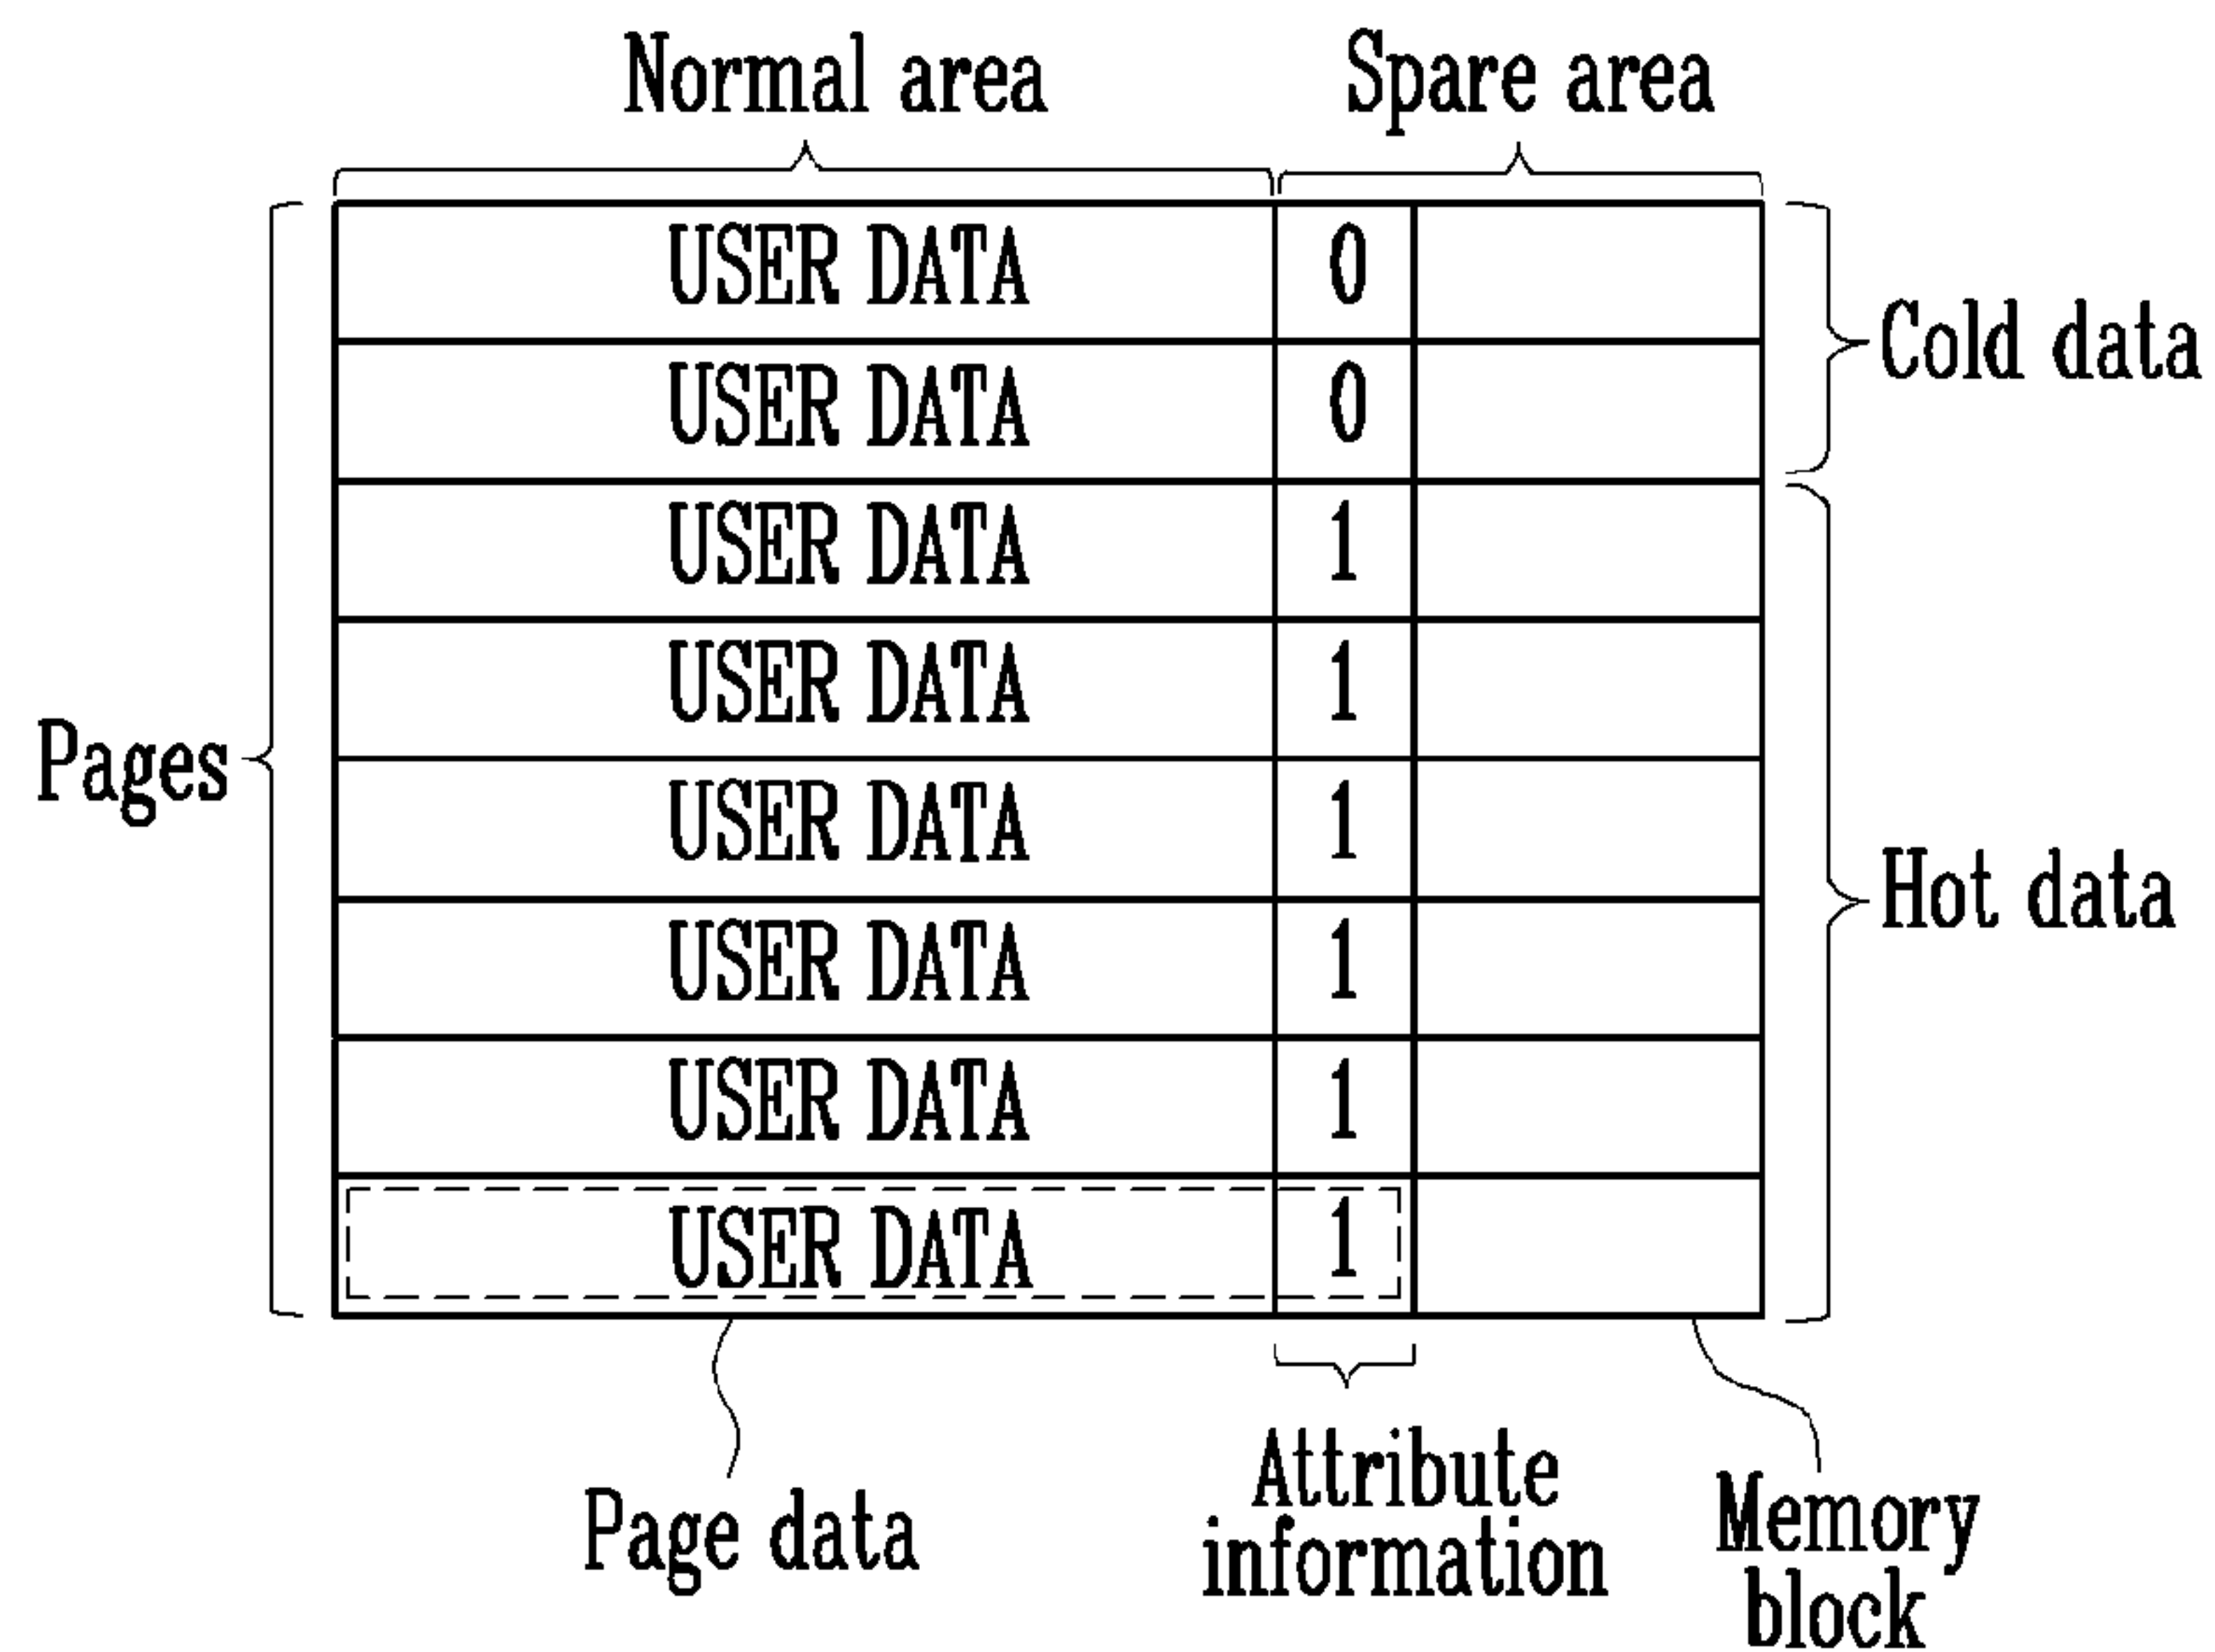 Normal area
Spare area
USER DATA 0
USER DATA 0
Cold data
USER DATA 1
USER DATA 1
Pages
USER DATA 1
USER DATA 1
Hot data
USER DATA 1
USER DATA 1
Page data
Attribute
information
Memory
block